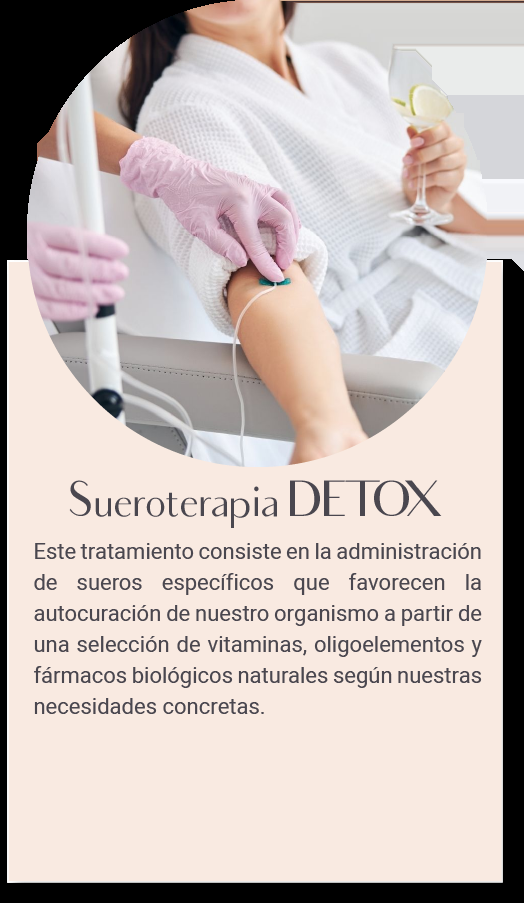 Sueroterapia DETOX
Este tratamiento consiste en la administración
de sueros específicos que favorecen la
autocuración de nuestro organismo a partir de
una selección de vitaminas, oligoelementos y
fármacos biológicos naturales según nuestras
necesidades concretas.